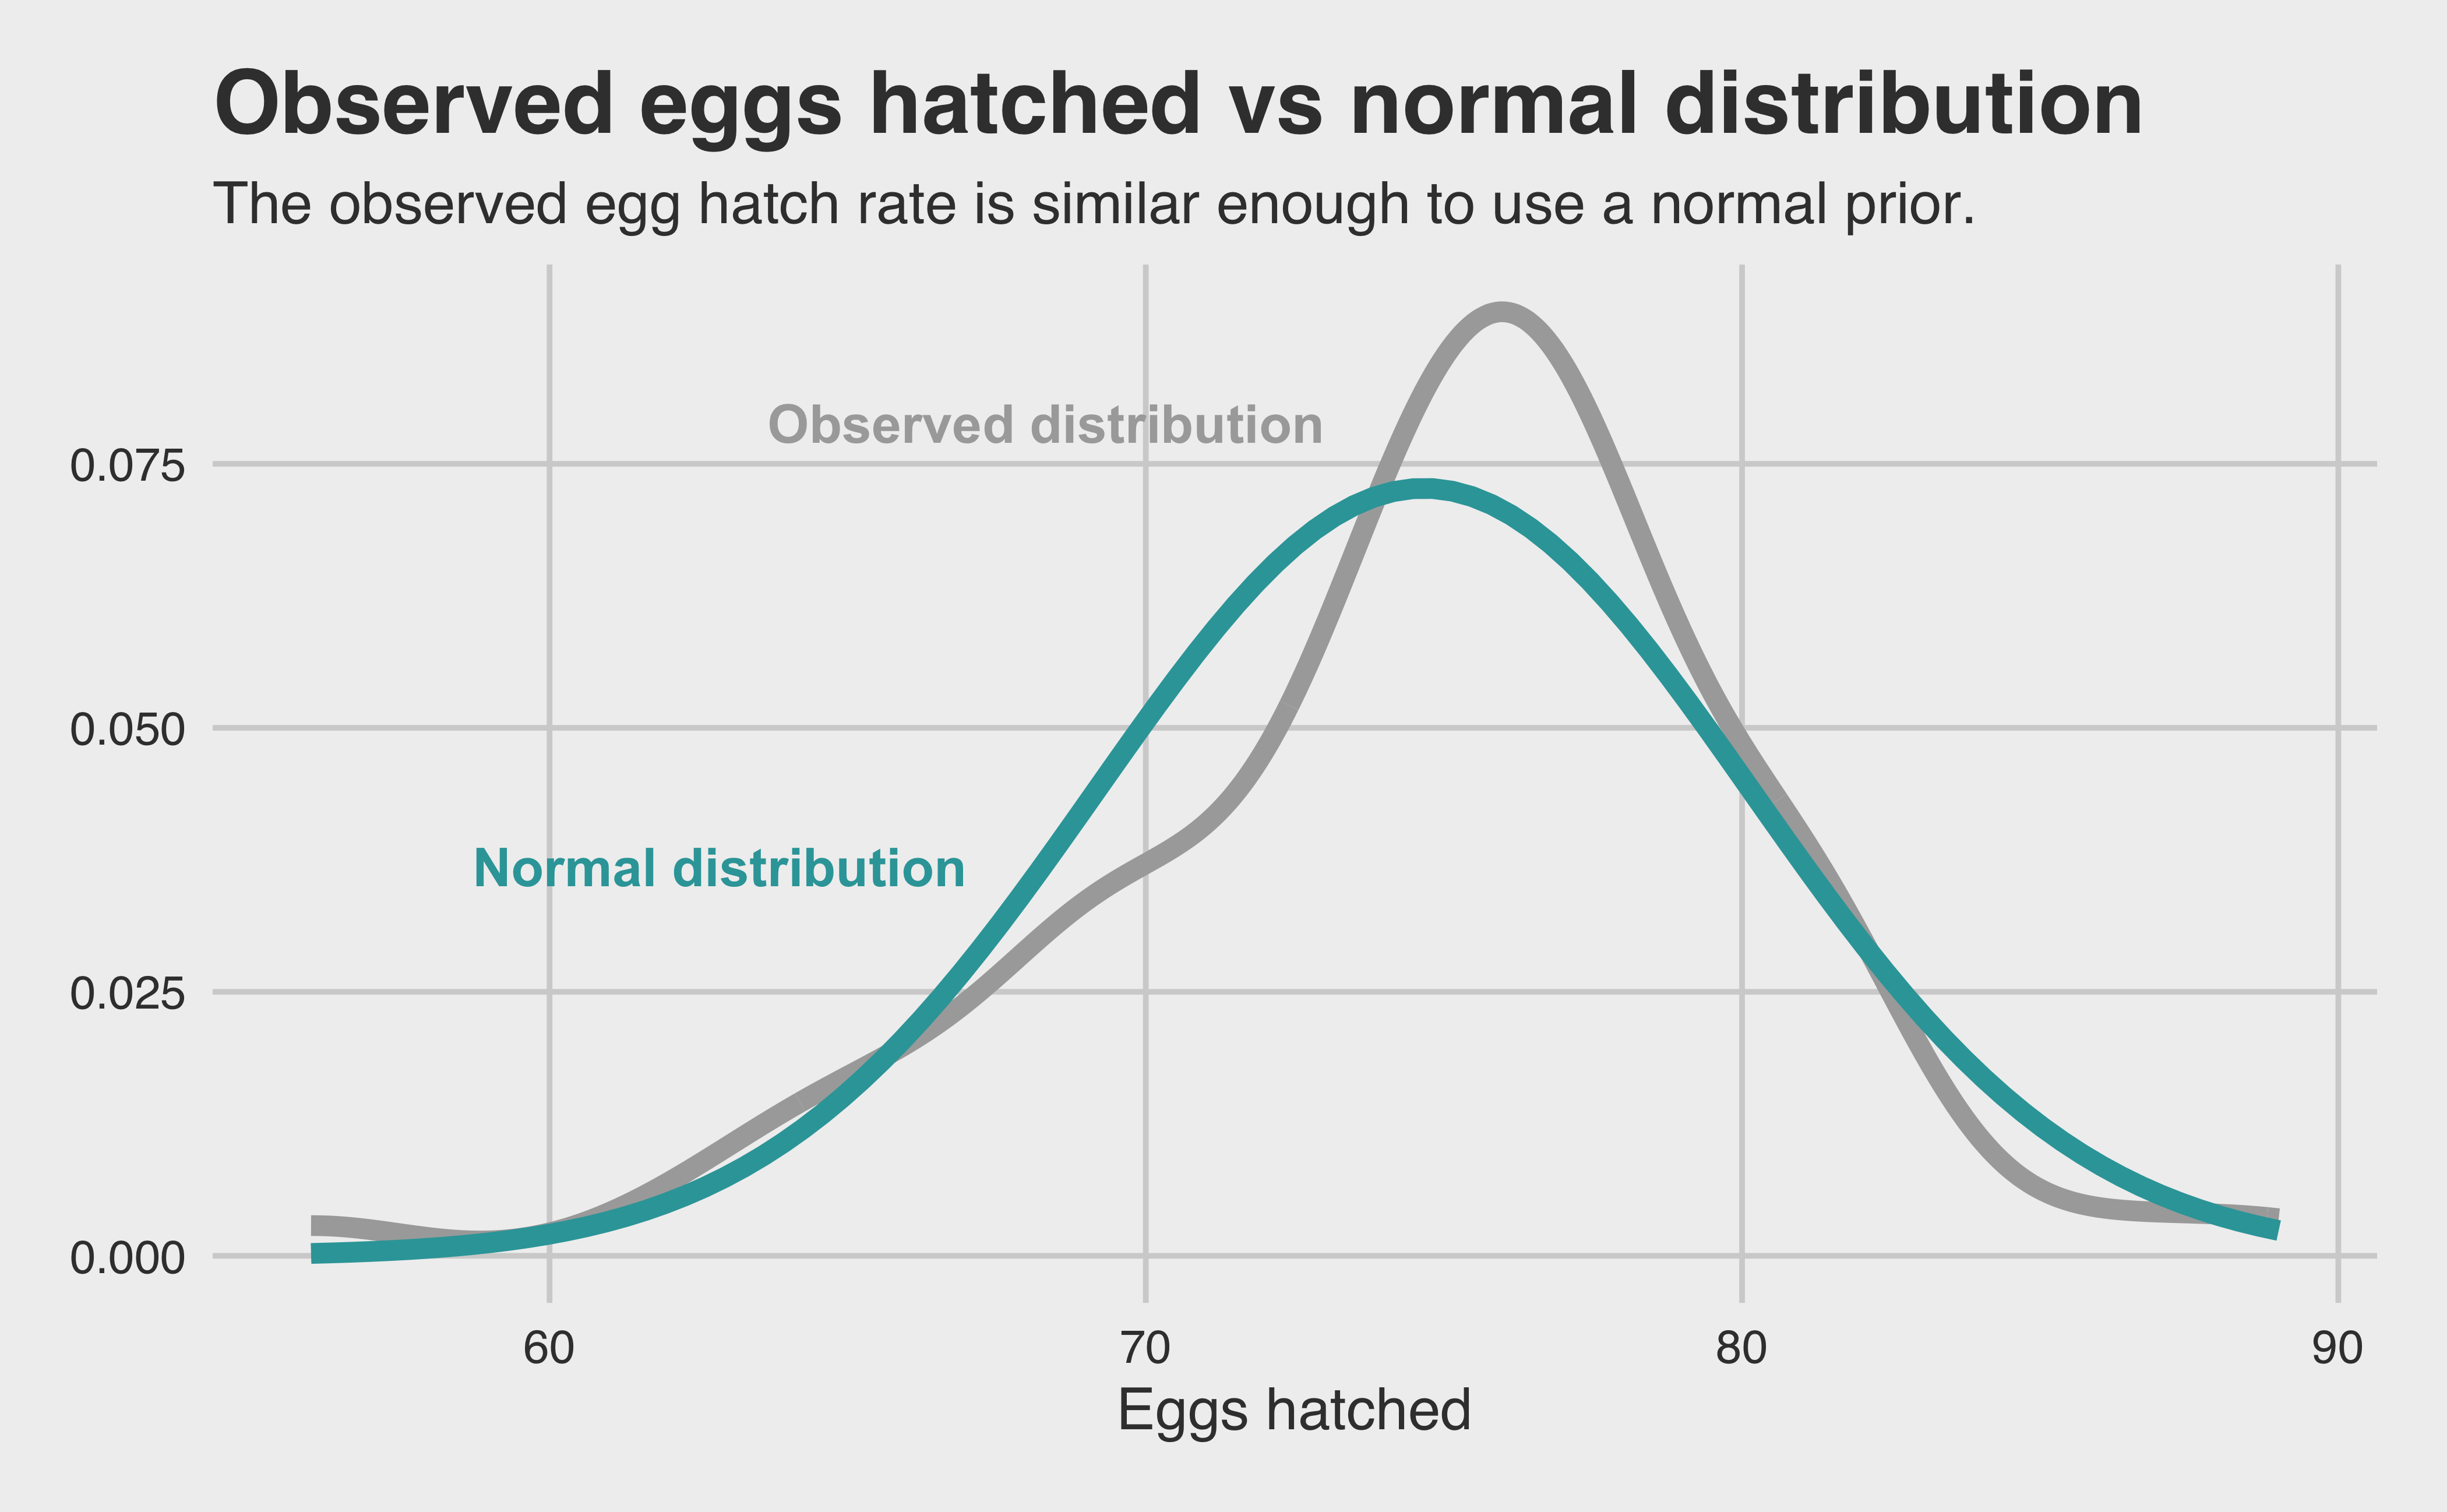 Observed eggs hatched vs normal distribution
The observed egg hatch rate is similar enough to use a normal prior.
Observed distribution
0.075
0.050
Normal distribution
0.025
0.000
60 70 80 90
Eggs hatched